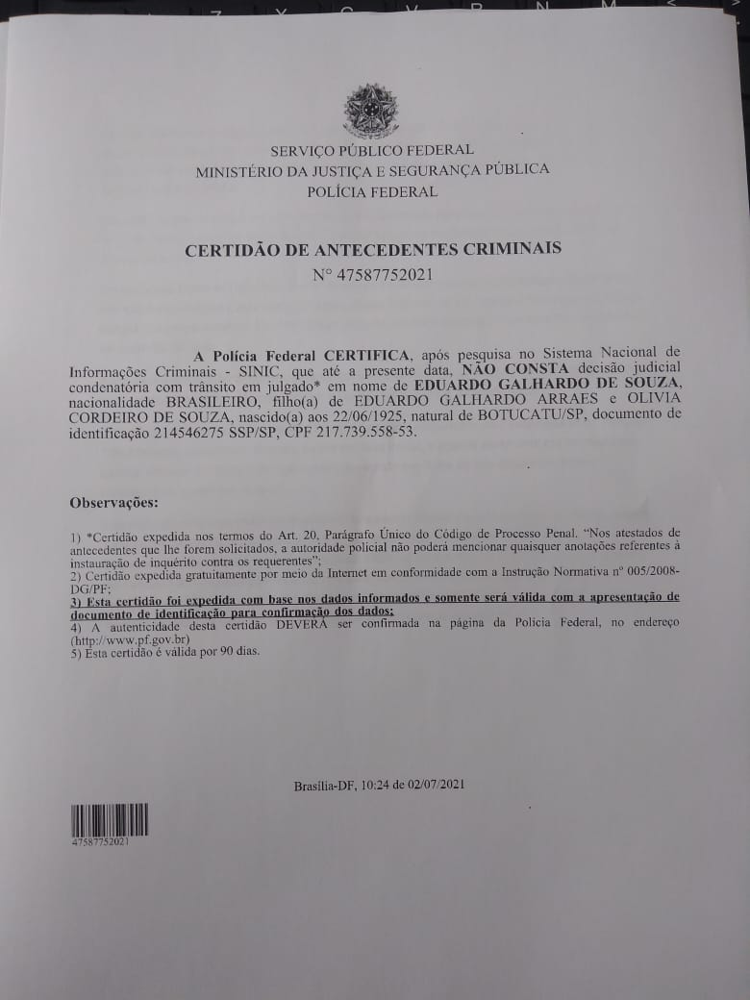 SERVIÇO PÚBLICO FEDERAL
MINISTÉRIO DA JUSTIÇA E SEGURANÇA PÚBLICA
POLÍCIA FEDERAL
CERTIDÃO DE ANTECEDENTES CRIMINAIS
N° 47587752021
A Polícia Federal CERTIFICA, após pesquisa no Sistema Nacional de
Informações Criminais - SINIC, que até a presente data, NÃO CONSTA decisão judicial
condenatória com trânsito em julgado* em nome de EDUARDO GALHARDO DE SOUZA,
nacionalidade BRASILEIRO, filho(a) de EDUARDO GALHARDO ARRAES e OLIVIA
CORDEIRO DE SOUZA, nascido(a) aos 22/06/1925, natural de BOTUCATU/SP, documento de
identificação 214546275 SSP/SP, CPF 217.739.558-53.
Observações:
1) *Certidão expedida nos termos do Art. 20, Parágrafo Único do Código de Processo Penal. “Nos atestados de
antecedentes que lhe forem solicitados, a autoridade policial não poderá mencionar quaisquer anotações referentes à
instauração de inquérito contra os requerentes”;
2) Certidão expedida gratuitamente por meio da Internet em conformidade com a Instrução Normativa nº 005/2008-
DG/PF;
3) Esta certidão foi expedida com base nos dados informados e somente será válida com a apresentação de
documento de identificação para confirmação dos dados;
4) A autenticidade desta certidão DEVERÁ ser confirmada na página da Polícia Federal, no endereço
(http://www.pf.gov.br)
5) Esta certidão é válida por 90 dias.
Brasília-DF, 10:24 de 02/07/2021
47587752021